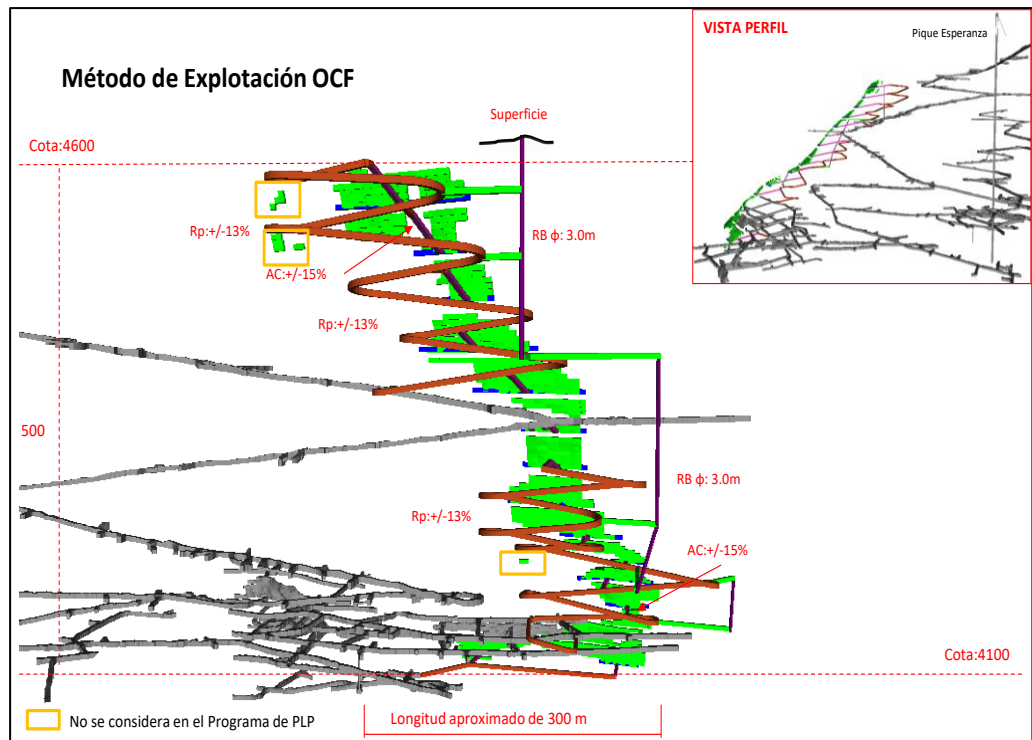 VISTA PERFIL
Pique Esperanza
Método de Explotación OCF
Superficie
Cota:4600
Rp:+/-13%
AC:+/-15%
RB ф: 3.0m
Rp:+/-13%
500
RB ф: 3.0m
Rp:+/-13%
AC:+/-15%
Cota:4100
No se considera en el Programa de PLP
Longitud aproximado de 300 m